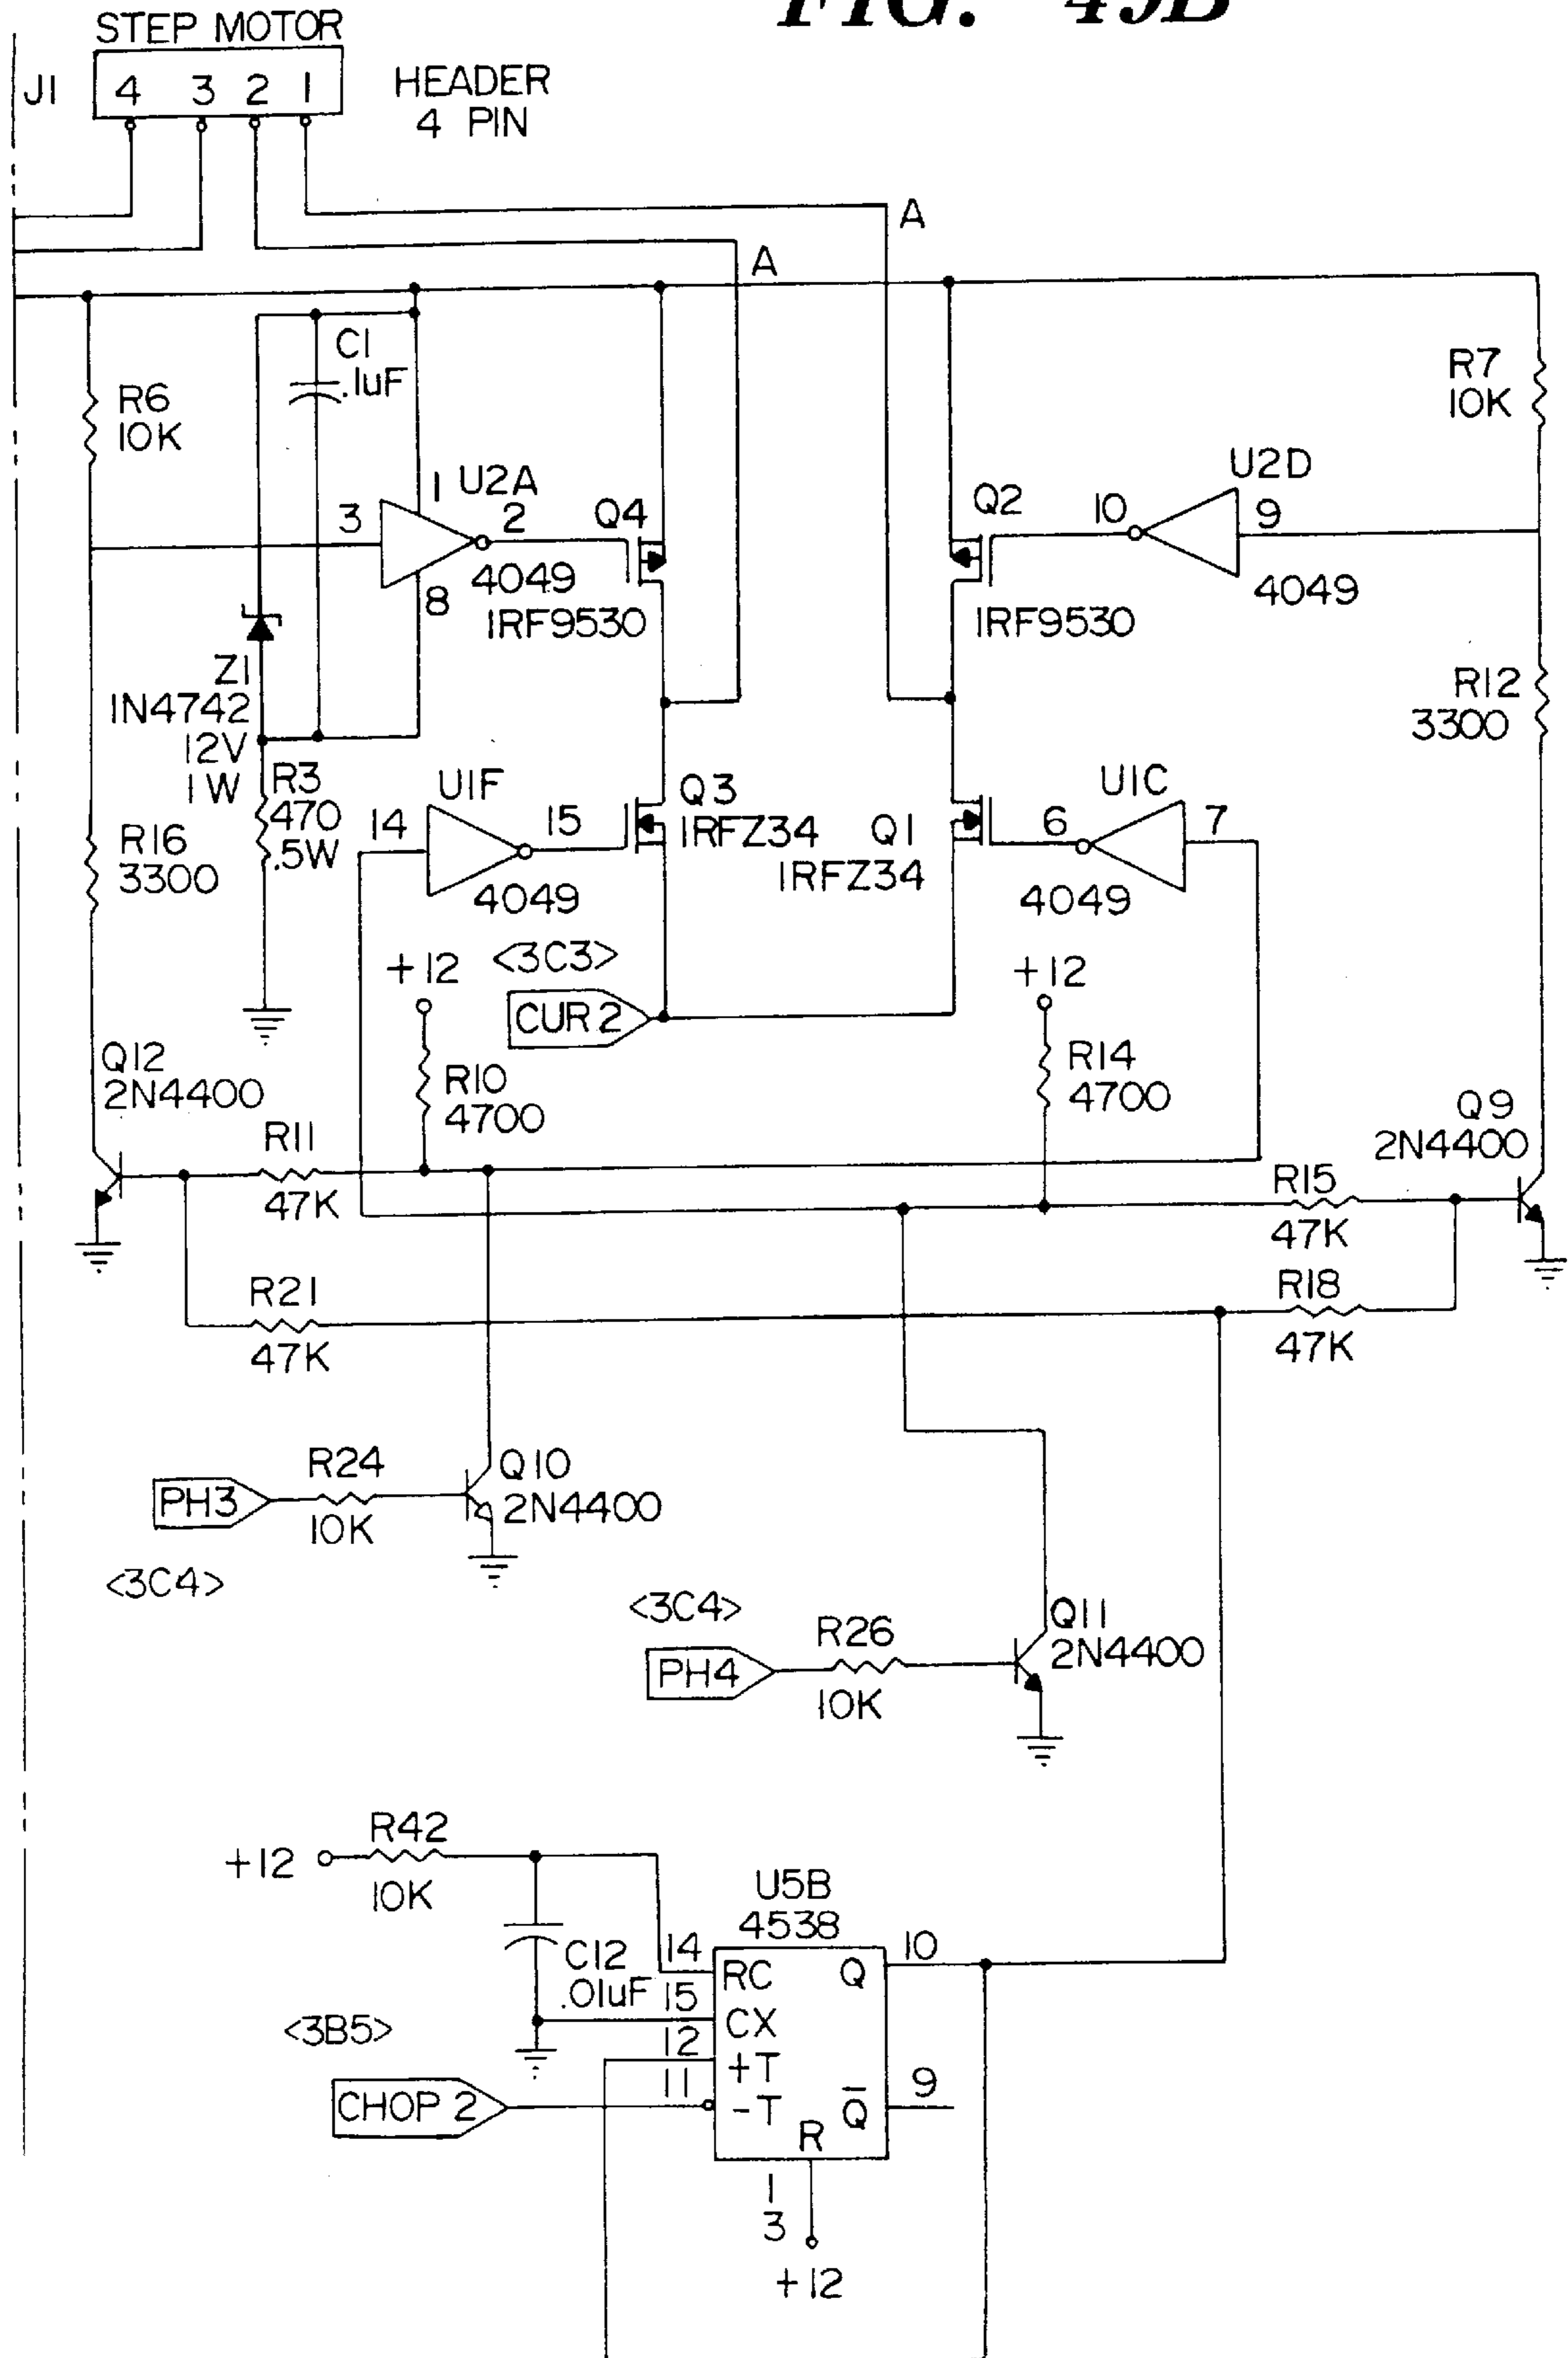 FIG. 45B
STEP MOTOR
J1
4 3 2 1
HEADER
4 PIN
A
A
C1
.1uF
R6
10K
R7
10K
1
U2A
3
2
4049
8
Q4
IRF9530
Q2
IRF9530
10
U2D
9
4049
Z1
1N4742
12V
1W
R3
470
.5W
R12
3300
R16
3300
U1F
14
15
4049
Q3
IRFZ34
Q1
IRFZ34
U1C
6
7
4049
+12
<3C3>
CUR2
+12
R10
4700
R14
4700
Q12
2N4400
Q9
2N4400
R11
47K
R15
47K
R21
47K
R18
47K
PH3
R24
10K
Q10
2N4400
<3C4>
<3C4>
PH4
R26
10K
Q11
2N4400
+12
R42
10K
C12
.01uF
U5B
4538
14
RC
Q
10
15
CX
12
+T
11
-T
Q̅
9
R
<3B5>
CHOP 2
1
3
+12